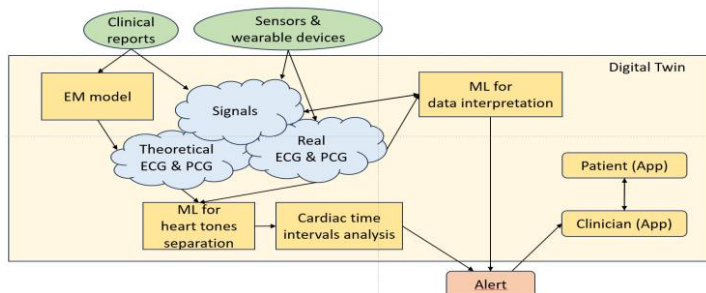 Clinical
reports
Sensors &
wearable devices
Digital Twin
EM model
Signals
ML for
data interpretation
Theoretical
ECG & PCG
Real
ECG & PCG
Patient (App)
ML for
heart tones
separation
Cardiac time
intervals analysis
Clinician (App)
Alert